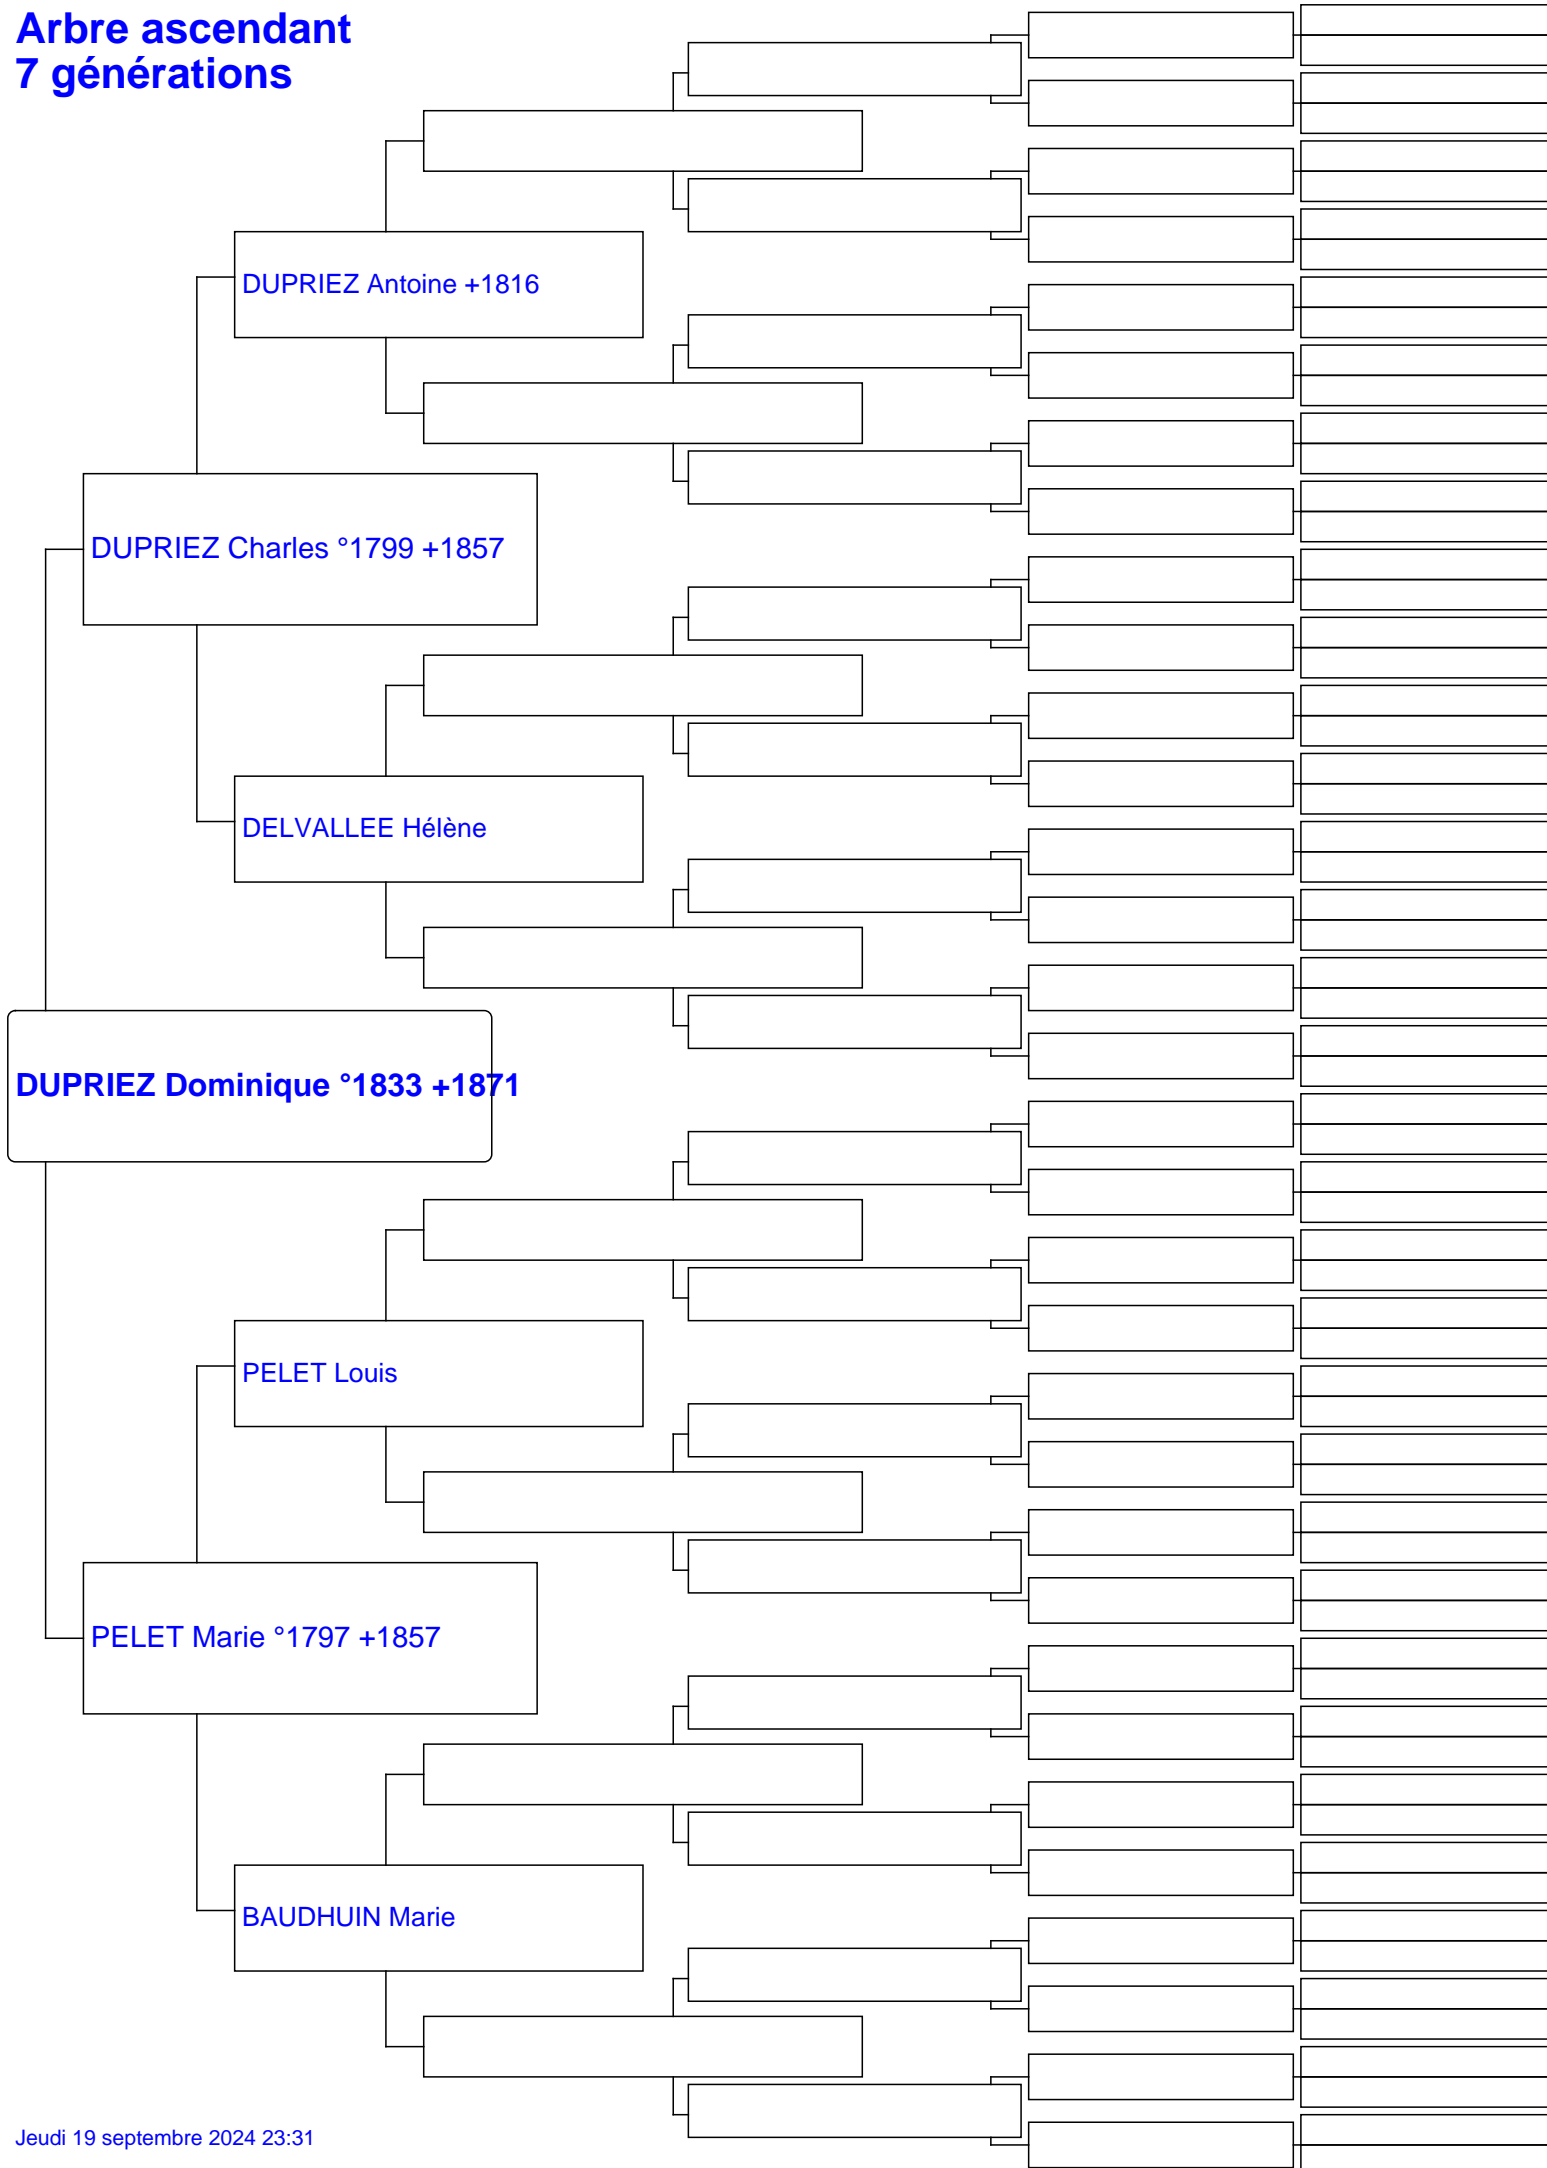 Arbre ascendant
7 générations
DUPRIEZ Antoine +1816
DUPRIEZ Charles °1799 +1857
DELVALLEE Hélène
DUPRIEZ Dominique °1833 +1871
PELET Louis
PELET Marie °1797 +1857
BAUDHUIN Marie
Jeudi 19 septembre 2024 23:31